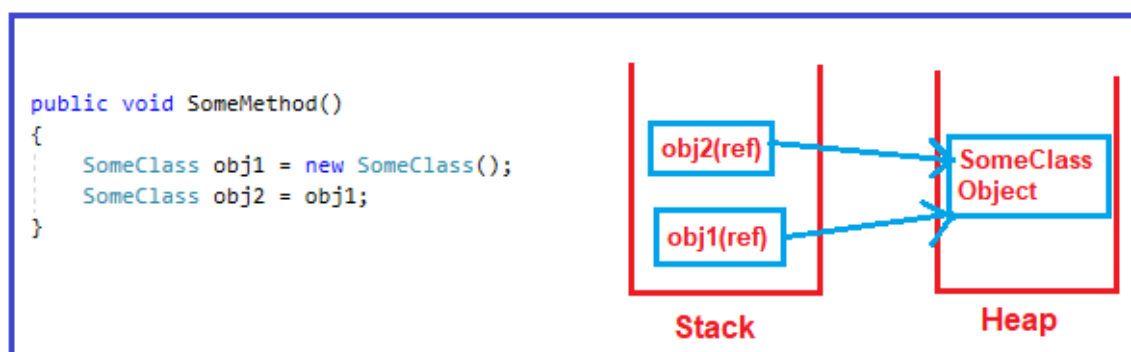 public void SomeMethod()
{
    SomeClass obj1 = new SomeClass();
    SomeClass obj2 = obj1;
}
obj2(ref)
obj1(ref)
Stack
SomeClass
Object
Heap